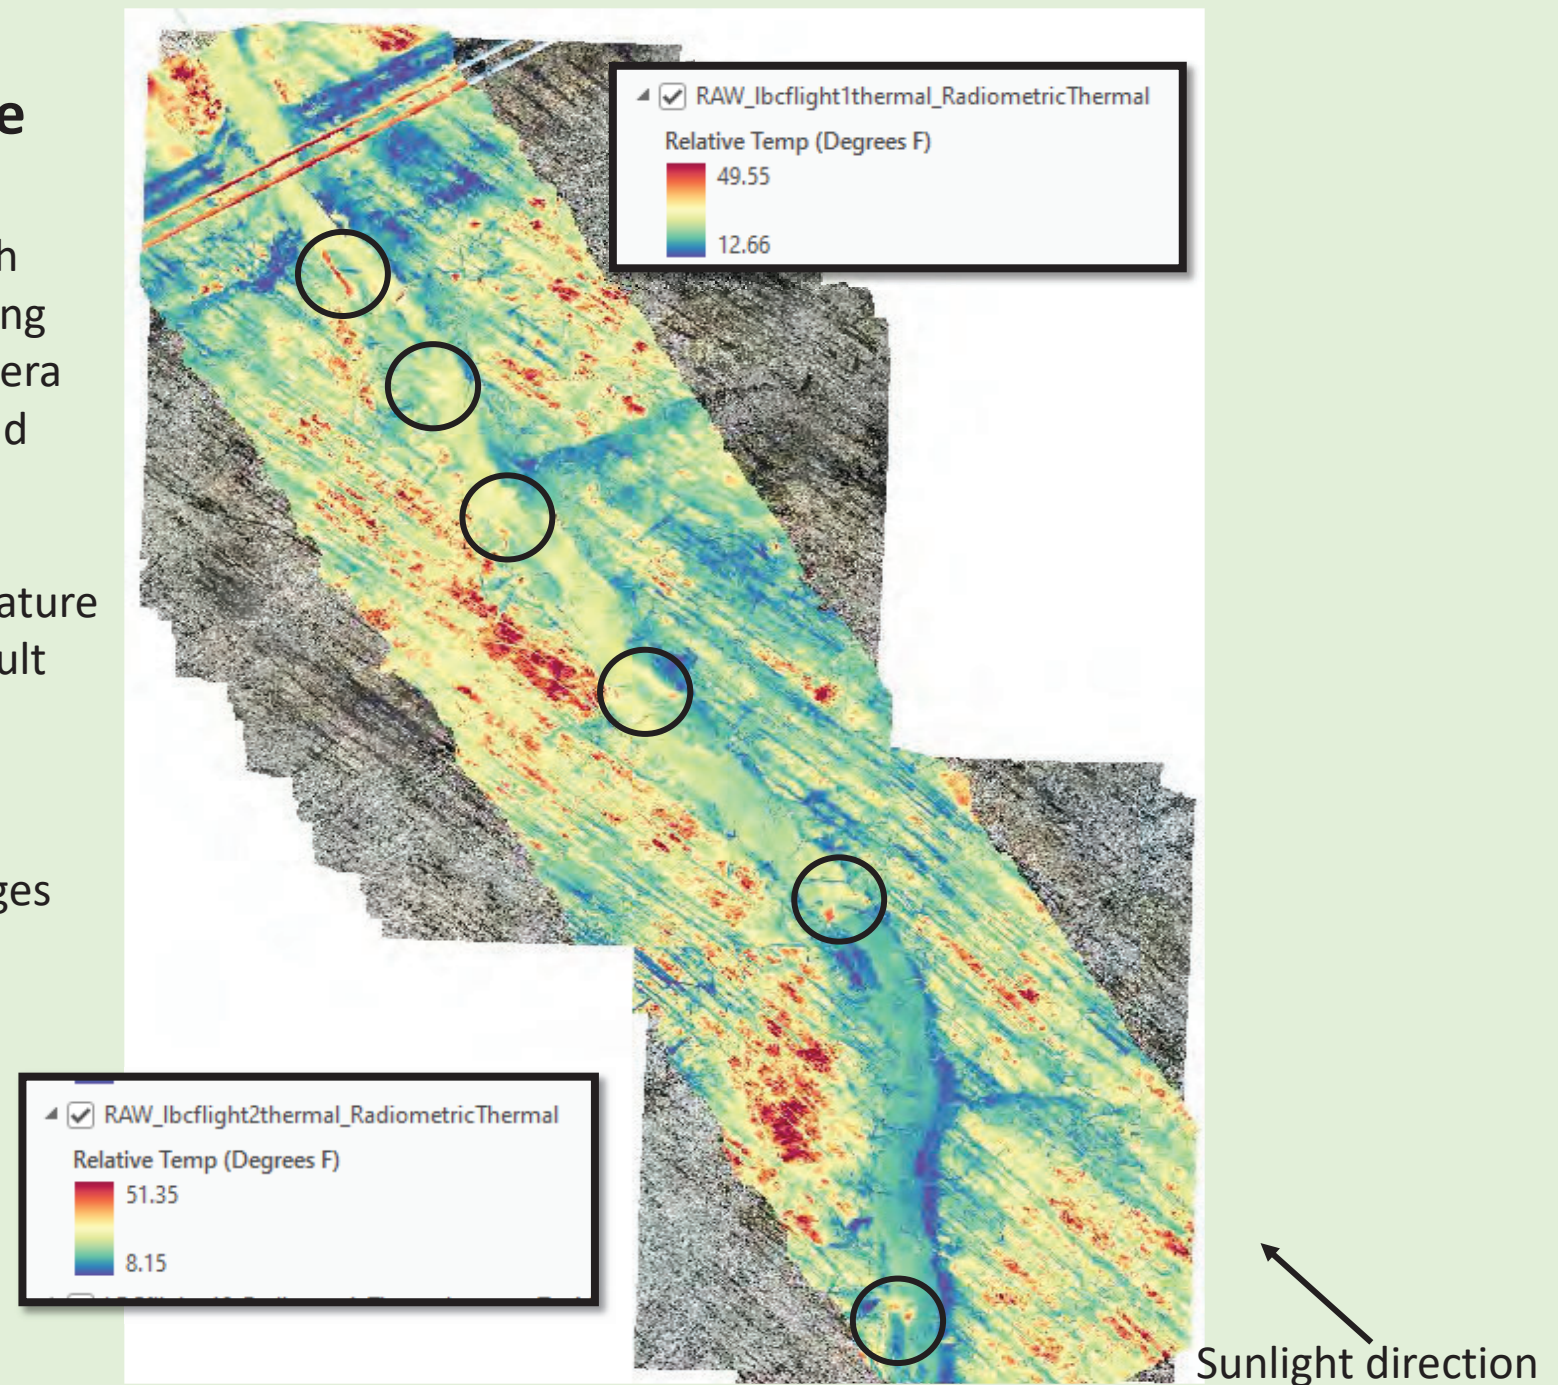 e
h
ng
era
d
ature
ult
ges
RAW_lbcflight1thermal_RadiometricThermal
Relative Temp (Degrees F)
49.55
12.66
RAW_lbcflight2thermal_RadiometricThermal
Relative Temp (Degrees F)
51.35
8.15
Sunlight direction